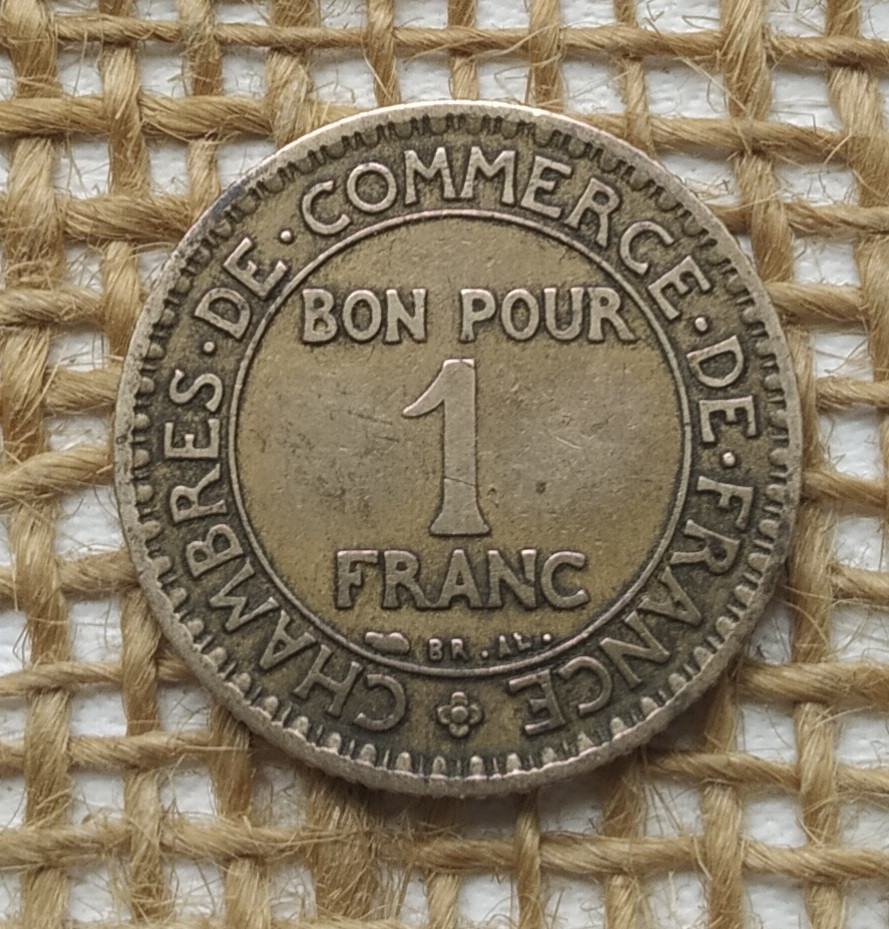 CHAMBRES·DE·COMMERCE·DE·FRANCE
BON POUR
1
FRANC
BR.AL.